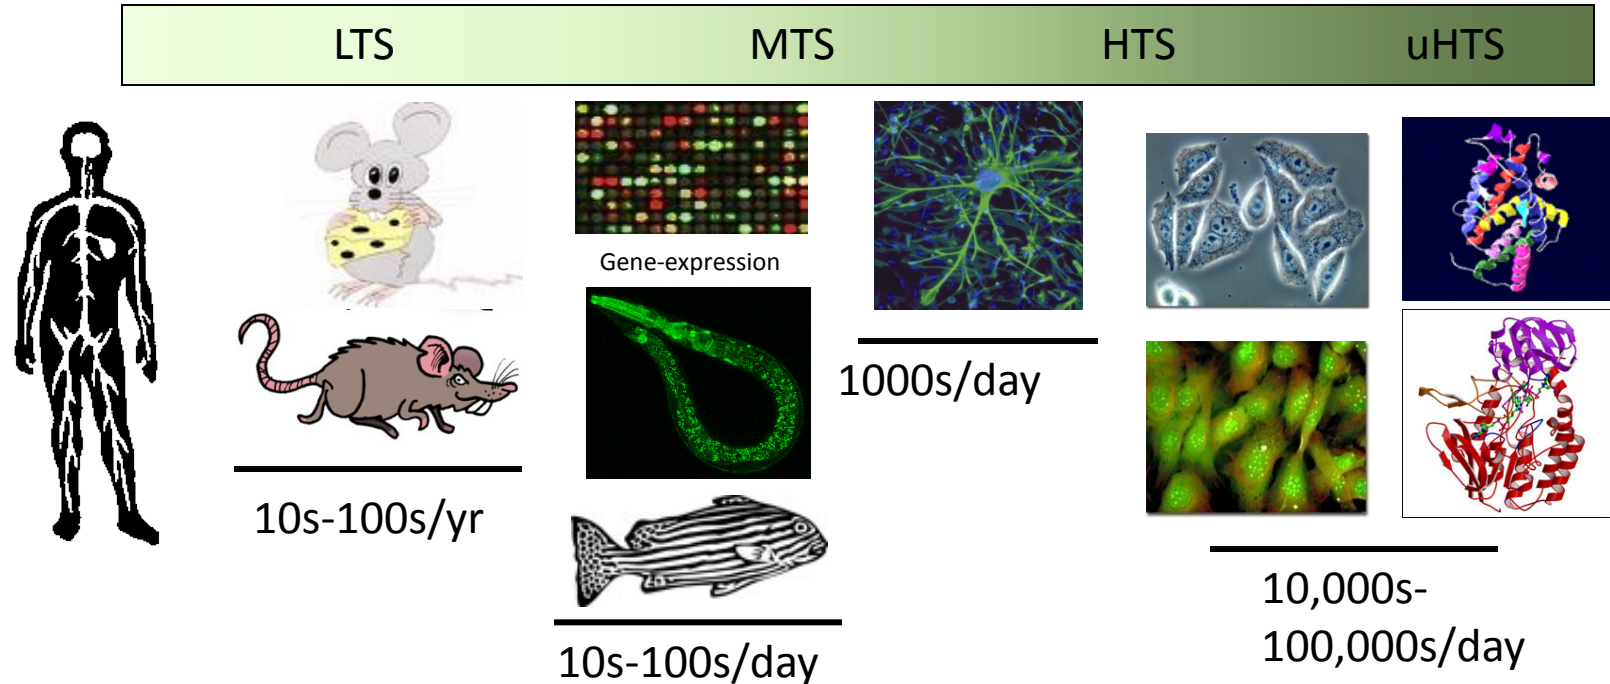 LTS MTS HTS uHTS
Gene-expression
10s-100s/yr
10s-100s/day
1000s/day
10,000s-
100,000s/day